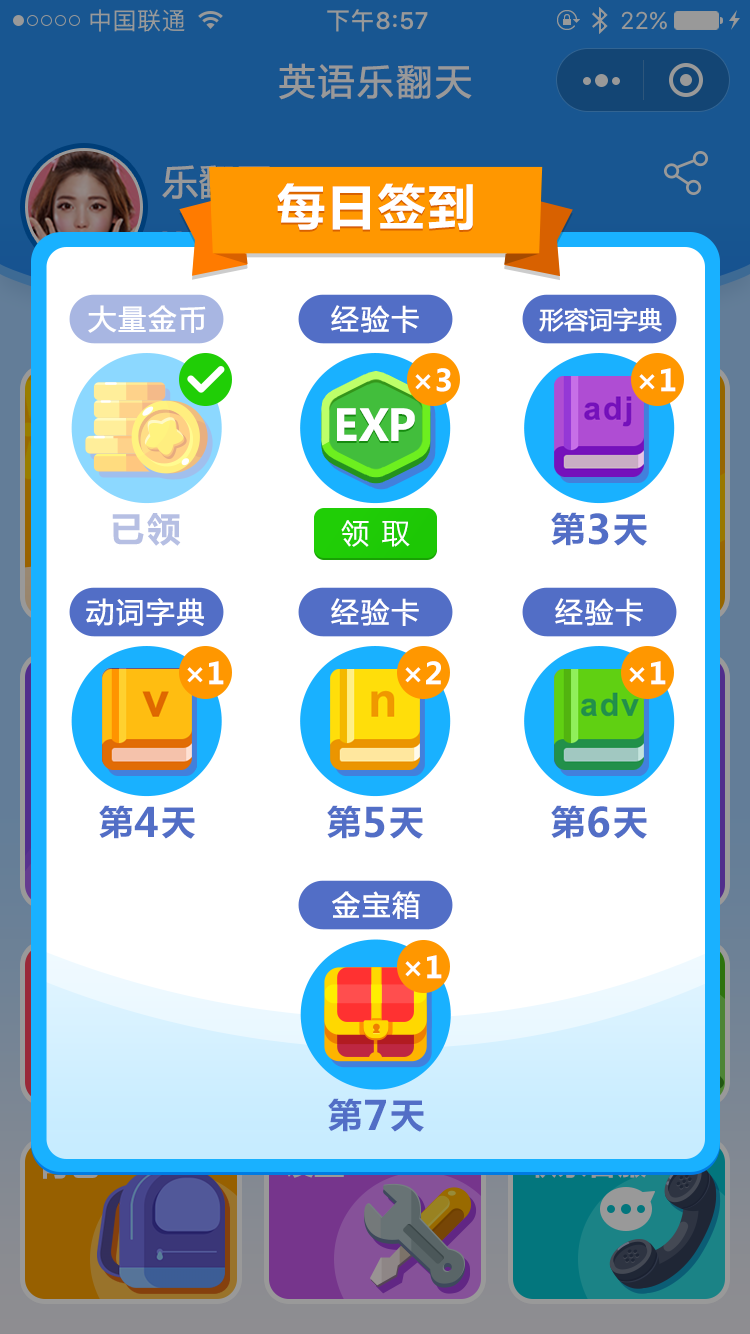 中国联通 下午8:57 22%
英语乐翻天
每日签到
大量金币 经验卡 形容词字典
×3 ×1
EXP adj
已领 领取 第3天
动词字典 经验卡 经验卡
×1 ×2 ×1
v n adv
第4天 第5天 第6天
金宝箱
×1
第7天